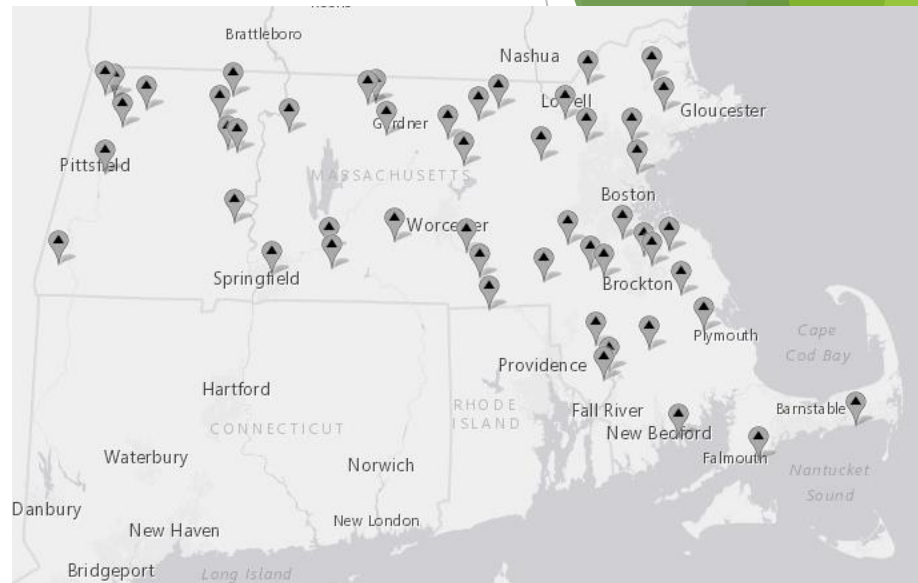 Brattleboro
Nashua
Lowell
Gloucester
Gardner
Pittsfield
MASSACHUSETTS
Boston
Worcester
Springfield
Brockton
Plymouth
Cape
Cod Bay
Providence
Hartford
RHODE
ISLAND
Fall River
Barnstable
CONNECTICUT
New Bedford
Waterbury
Norwich
Falmouth
Nantucket
Sound
Danbury
New Haven
New London
Bridgeport
Long Island